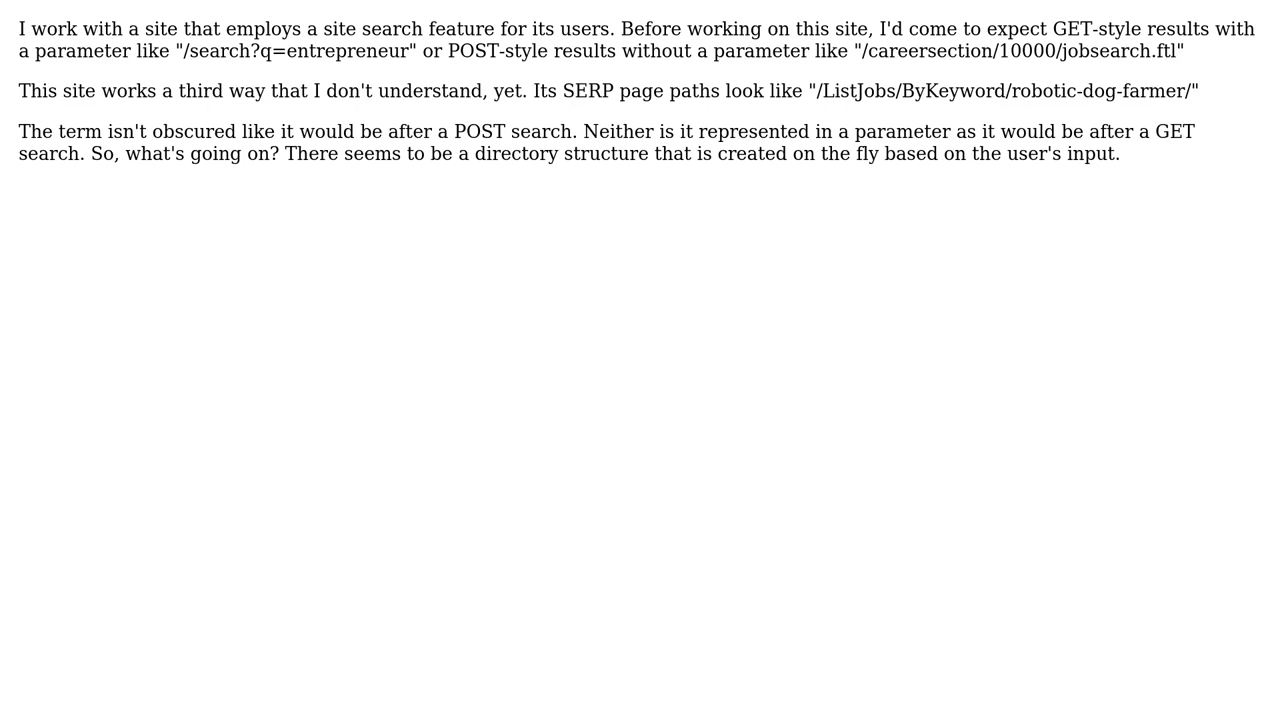 I work with a site that employs a site search feature for its users. Before working on this site, I'd come to expect GET-style results with
a parameter like "/search?q=entrepreneur" or POST-style results without a parameter like "/careersection/10000/jobsearch.ftl"
This site works a third way that I don't understand, yet. Its SERP page paths look like "/ListJobs/ByKeyword/robotic-dog-farmer/"
The term isn't obscured like it would be after a POST search. Neither is it represented in a parameter as it would be after a GET
search. So, what's going on? There seems to be a directory structure that is created on the fly based on the user's input.